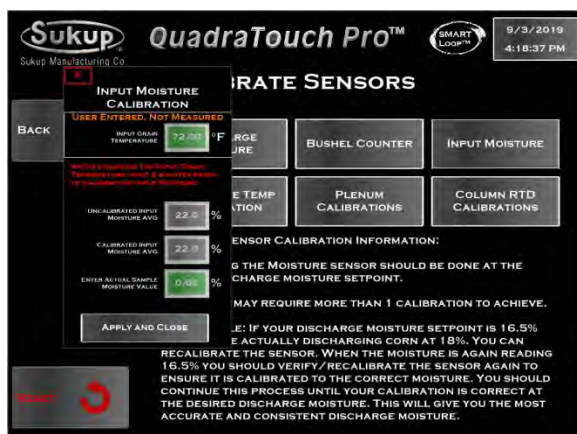 Sukup
Sukup Manufacturing Co
QuadraTouch Pro™
SMART
LOOP™
9/3/2019
4:18:37 PM
BRATE SENSORS
BACK
X
INPUT MOISTURE
CALIBRATION
USER ENTERED, NOT MEASURED
INPUT GRAIN
TEMPERATURE
72.00 °F
UNCALIBRATED INPUT
MOISTURE AVG
22.0 %
CALIBRATED INPUT
MOISTURE AVG
22.0 %
ENTER ACTUAL SAMPLE
MOISTURE VALUE
0.00 %
APPLY AND CLOSE
RGE
URE
BUSHEL COUNTER
INPUT MOISTURE
E TEMP
TION
PLENUM
CALIBRATIONS
COLUMN RTD
CALIBRATIONS
ENSOR CALIBRATION INFORMATION:
G THE MOISTURE SENSOR SHOULD BE DONE AT THE
CHARGE MOISTURE SETPOINT.
MAY REQUIRE MORE THAN 1 CALIBRATION TO ACHIEVE.
LE: IF YOUR DISCHARGE MOISTURE SETPOINT IS 16.5%
E ACTUALLY DISCHARGING CORN AT 18%. YOU CAN
RECALIBRATE THE SENSOR. WHEN THE MOISTURE IS AGAIN READING
16.5% YOU SHOULD VERIFY/RECALIBRATE THE SENSOR AGAIN TO
ENSURE IT IS CALIBRATED TO THE CORRECT MOISTURE. YOU SHOULD
CONTINUE THIS PROCESS UNTIL YOUR CALIBRATION IS CORRECT AT
THE DESIRED DISCHARGE MOISTURE. THIS WILL GIVE YOU THE MOST
ACCURATE AND CONSISTENT DISCHARGE MOISTURE.
RESET